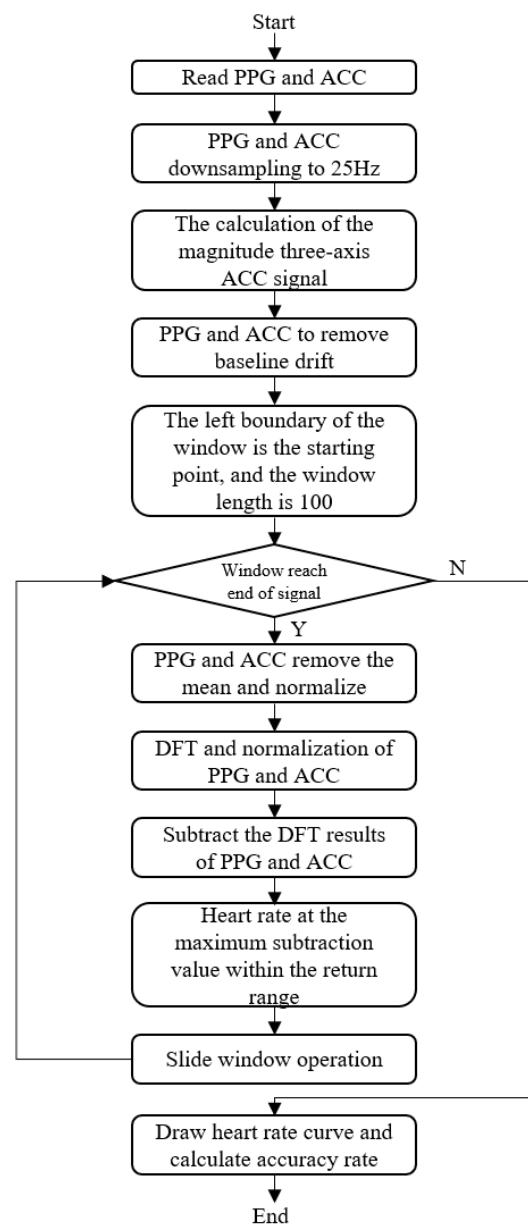 Start
Read PPG and ACC
PPG and ACC
downsampling to 25Hz
The calculation of the
magnitude three-axis
ACC signal
PPG and ACC to remove
baseline drift
The left boundary of the
window is the starting
point, and the window
length is 100
Window reach
end of signal
N
Y
PPG and ACC remove the
mean and normalize
DFT and normalization of
PPG and ACC
Subtract the DFT results
of PPG and ACC
Heart rate at the
maximum subtraction
value within the return
range
Slide window operation
Draw heart rate curve and
calculate accuracy rate
End